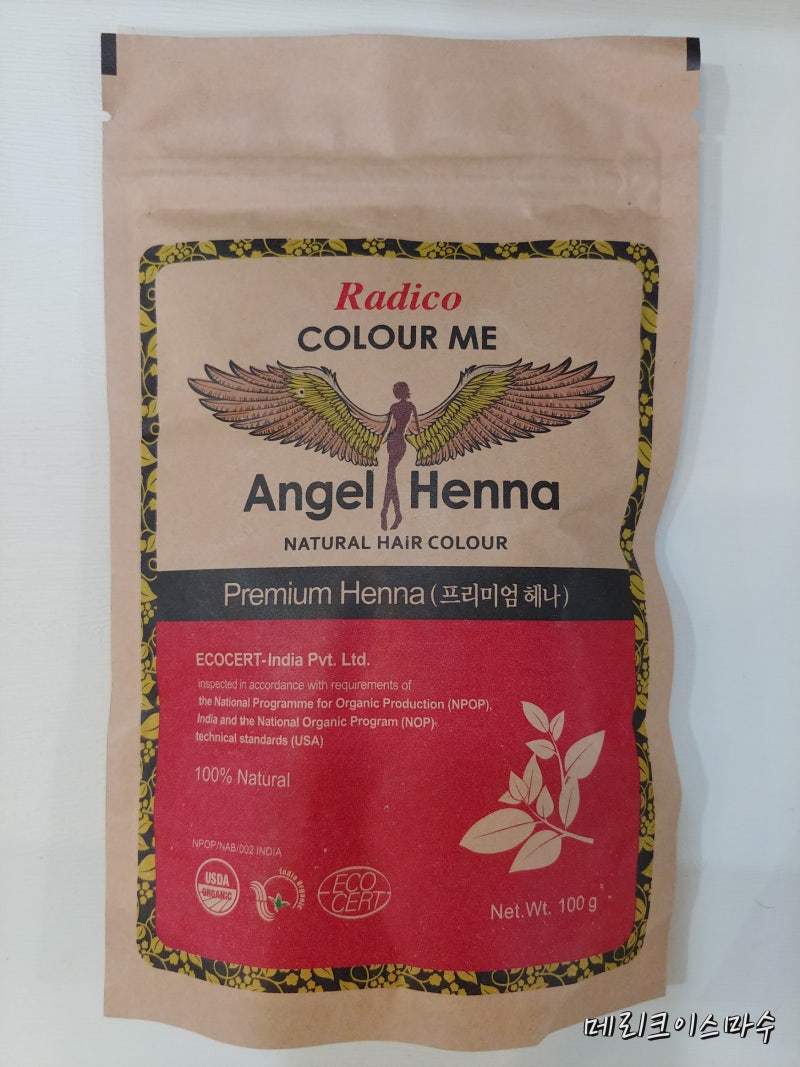 Radico
COLOUR ME
Angel Henna
NATURAL HAiR COLOUR
Premium Henna (프리미엄 헤나)
ECOCERT-India Pvt. Ltd.
inspected in accordance with requirements of
the National Programme for Organic Production (NPOP),
India and the National Organic Program (NOP)-
technical standards (USA)
100% Natural
NPOP/NAB/002 INDIA
USDA
ORGANIC
India Organic
ECO
CERT
Net.Wt. 100 g
메리크이스마수